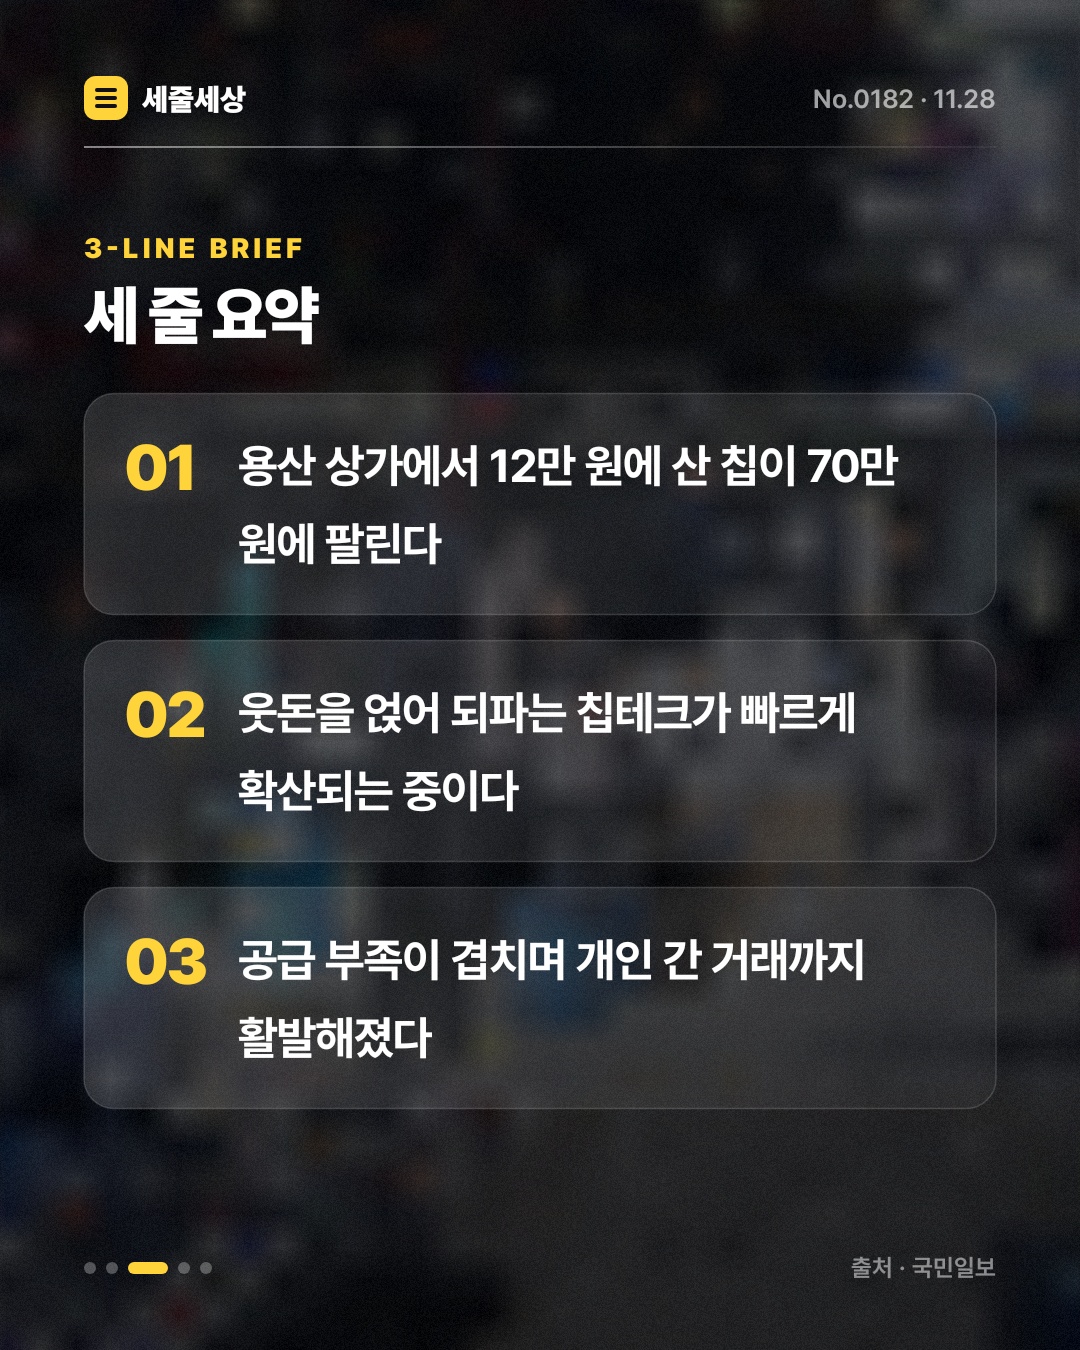 세줄세상
No.0182 · 11.28
3-LINE BRIEF
세 줄 요약
01 용산 상가에서 12만 원에 산 칩이 70만
원에 팔린다
02 웃돈을 얹어 되파는 칩테크가 빠르게
확산되는 중이다
03 공급 부족이 겹치며 개인 간 거래까지
활발해졌다
출처 · 국민일보